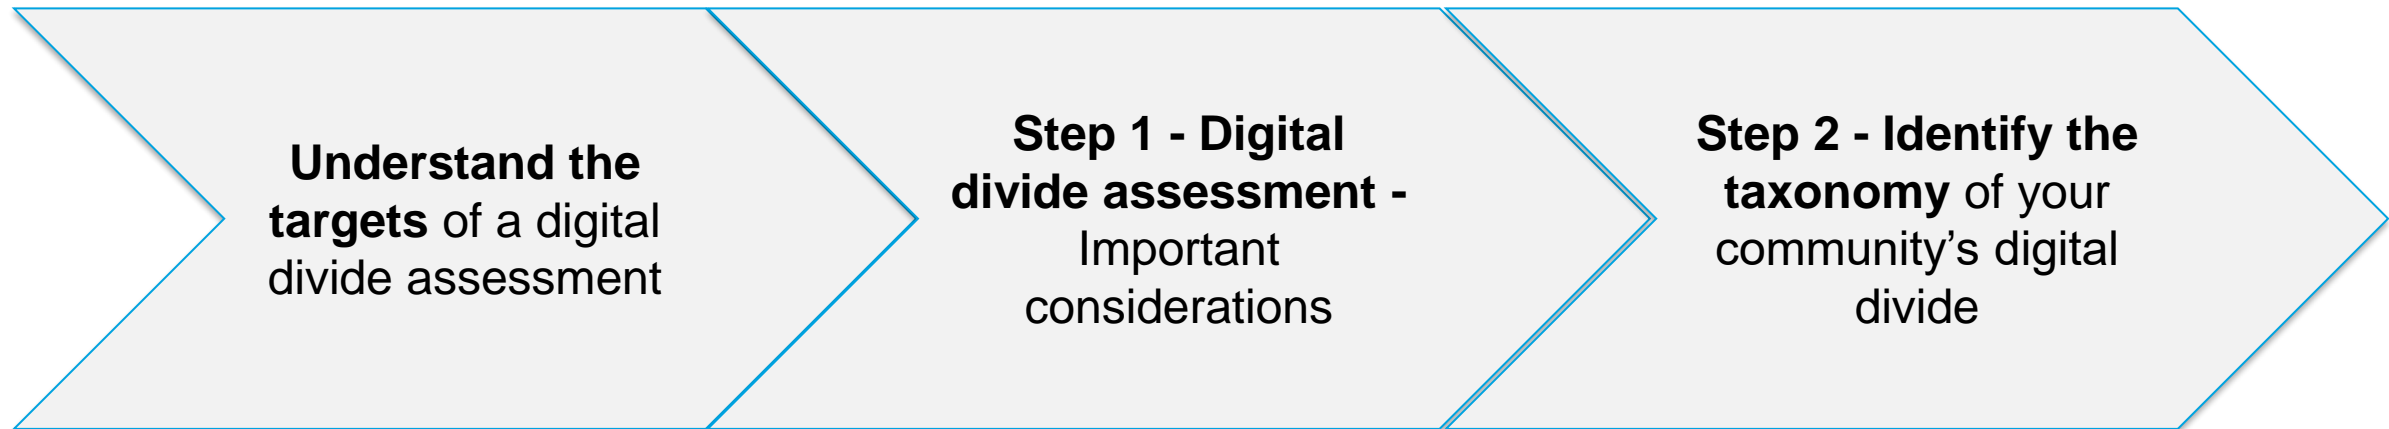 Understand the
targets of a digital
divide assessment
Step 1 - Digital
divide assessment -
Important
considerations
Step 2 - Identify the
taxonomy of your
community’s digital
divide